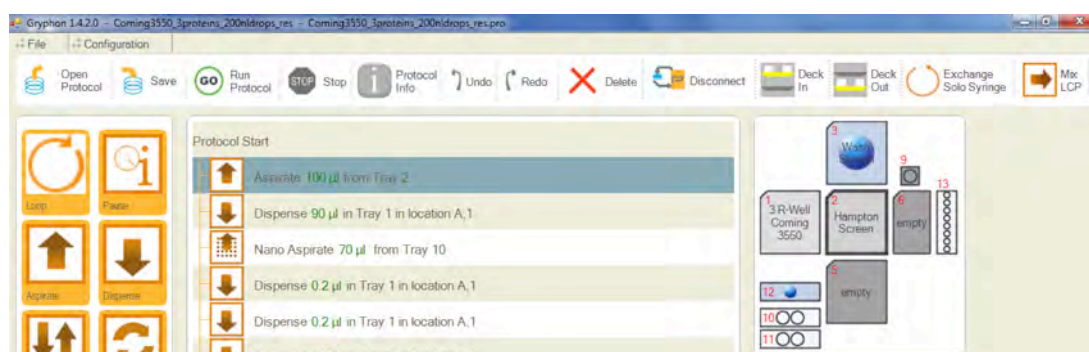 Gryphon 1.4.2.0 - Corning3550_3proteins_200nldrops_res - Corning3550_3proteins_200nldrops_res.pro
File Configuration
Open Protocol Save GO Run Protocol STOP Stop i Protocol Info Undo Redo Delete Disconnect Deck In Deck Out Exchange Solo Syringe Mix LCP
Protocol Start
Loop Pause
Aspirate 100 µl from Tray 2
Dispense 90 µl in Tray 1 in location A,1
Nano Aspirate 70 µl from Tray 10
Aspirate Dispense
Dispense 0.2 µl in Tray 1 in location A,1
Dispense 0.2 µl in Tray 1 in location A,1
3
9
13
1
3 R-Well
Corning
3550
2
Hampton
Screen
6
empty
5
empty
12
10
11